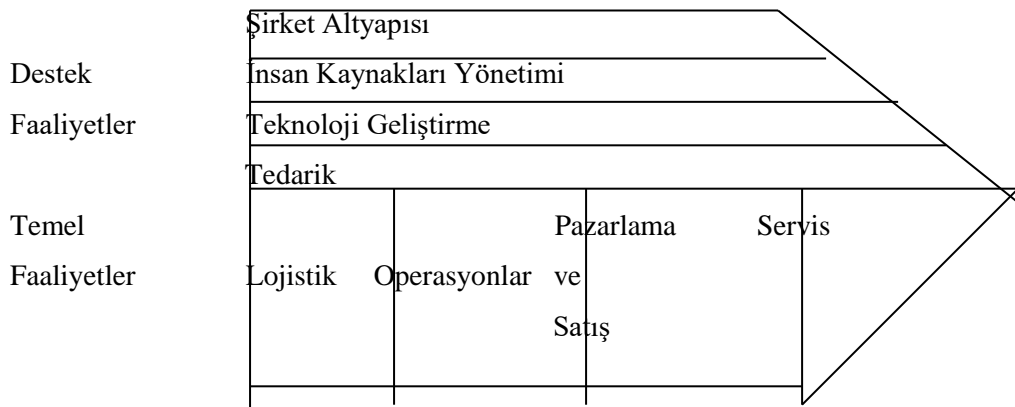 Şirket Altyapısı
Destek İnsan Kaynakları Yönetimi
Faaliyetler Teknoloji Geliştirme
Tedarik
Temel Pazarlama Servis
Faaliyetler Lojistik Operasyonlar ve
Satış